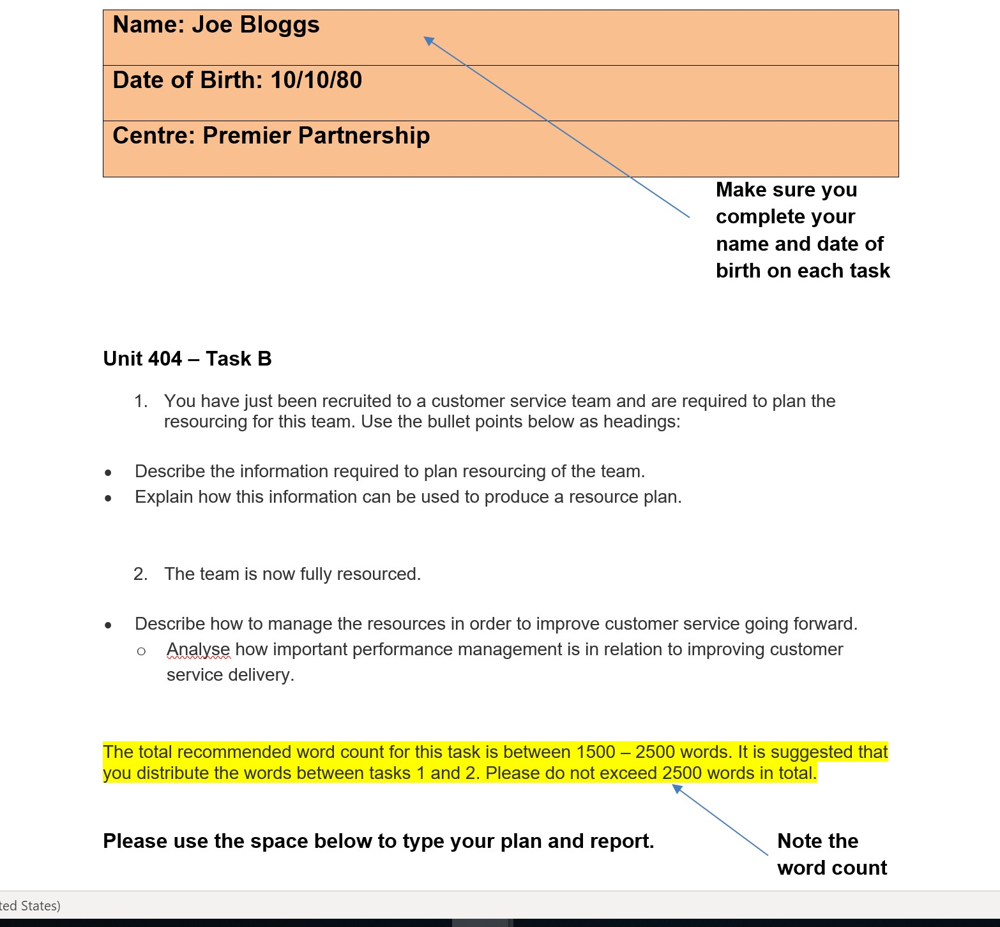 Name: Joe Bloggs
Date of Birth: 10/10/80
Centre: Premier Partnership
Make sure you
complete your
name and date of
birth on each task
Unit 404 – Task B
1. You have just been recruited to a customer service team and are required to plan the
resourcing for this team. Use the bullet points below as headings:
• Describe the information required to plan resourcing of the team.
• Explain how this information can be used to produce a resource plan.
2. The team is now fully resourced.
• Describe how to manage the resources in order to improve customer service going forward.
o Analyse how important performance management is in relation to improving customer
service delivery.
The total recommended word count for this task is between 1500 – 2500 words. It is suggested that
you distribute the words between tasks 1 and 2. Please do not exceed 2500 words in total.
Please use the space below to type your plan and report.
Note the
word count
ted States)